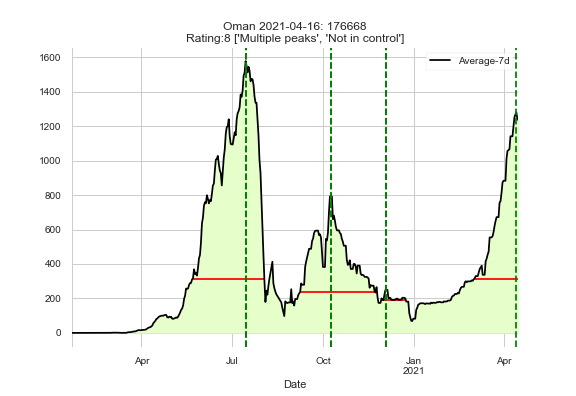 Oman 2021-04-16: 176668
Rating:8 ['Multiple peaks', 'Not in control']
Average-7d
1600
1400
1200
1000
800
600
400
200
0
Apr Jul Oct Jan Apr
2021
Date